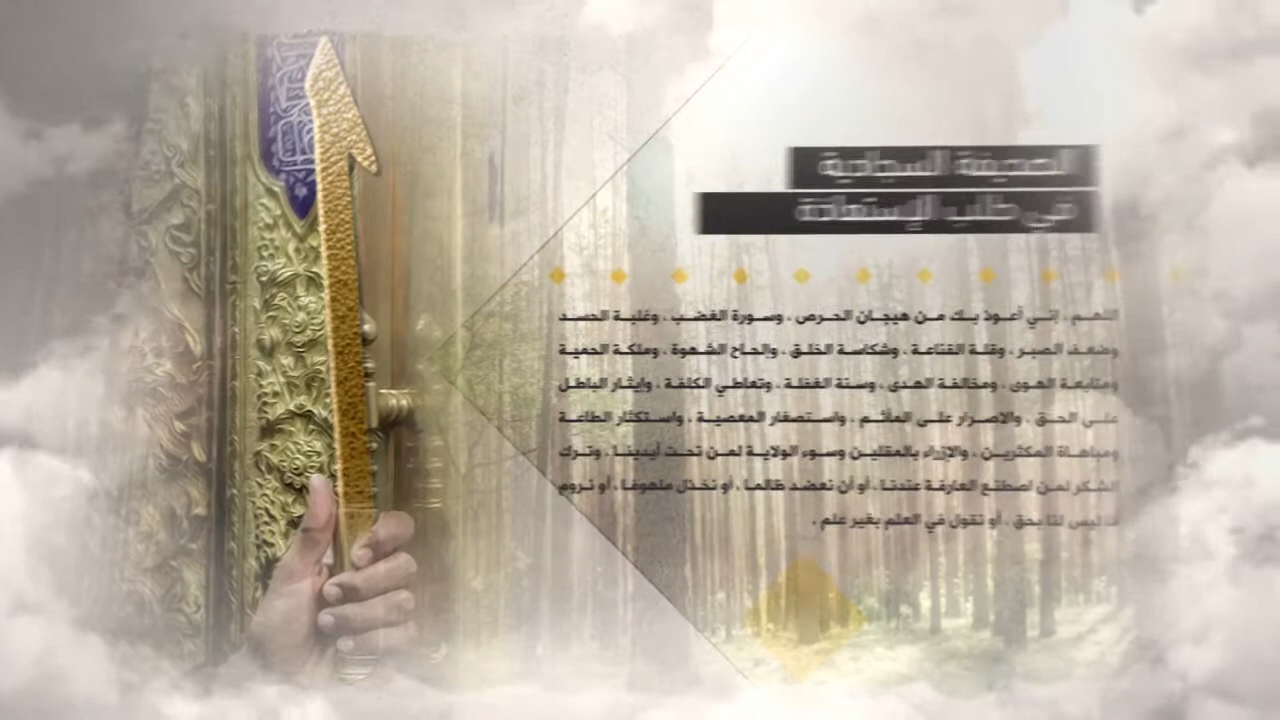 الصحيفة السجادية
في طلب الإستعاذة
اللهم ، إني أعوذ بك من هيجان الحرص ، وسورة الغضب ، وغلبة الحسد
وضعف الصبر ، وقلة القناعة ، وشكاسة الخلق ، وإلحاح الشهوة ، وملكة الحمية
ومتابعة الهوى ، ومخالفة الهدى ، وسنة الغفلة ، وتعاطي الكلفة ، وإيثار الباطل
على الحق ، والاصرار على المأثم ، واستصغار المعصية ، واستكثار الطاعة
ومباهاة المكثرين ، والإزراء بالمقلين وسوء الولاية لمن تحت أيدينا ، وترك
الشكر لمن اصطنع العارفة عندنا ، أو أن نعضد ظالما ، أو نخذل ملهوفا ، أو نروم
ما ليس لنا بحق ، أو نقول في العلم بغير علم .